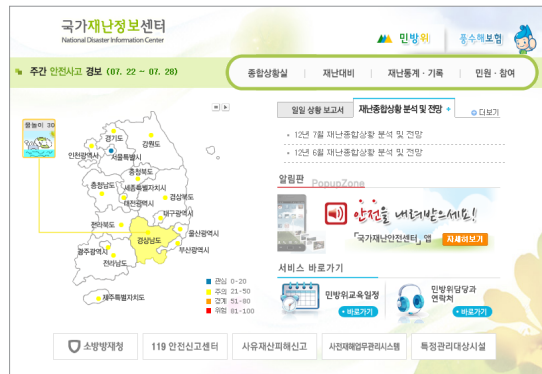 국가재난정보센터
National Disaster Information Center
민방위
풍수해보험
주간 안전사고 경보 (07. 22 ~ 07. 28)
종합상황실 | 재난대비 | 재난통계·기록 | 민원·참여
일일 상황 보고서
재난종합상황 분석 및 전망
더보기
12년 7월 재난종합상황 분석 및 전망
12년 6월 재난종합상황 분석 및 전망
물놀이 30
경기도
강원도
인천광역시
서울특별시
충청북도
충청남도
세종특별자치시
경상북도
대전광역시
대구광역시
전라북도
울산광역시
경상남도
부산광역시
광주광역시
전라남도
제주특별자치도
관심 0-20
주의 21-50
경계 51-80
위험 81-100
알림판
PopupZone
안전을 내려받으세요!
「국가재난안전센터」 앱
자세히보기
서비스 바로가기
민방위교육일정
바로가기
민방위담당과
연락처
바로가기
소방방재청
119 안전신고센터
사유재산피해신고
사전재해업무관리시스템
특정관리대상시설